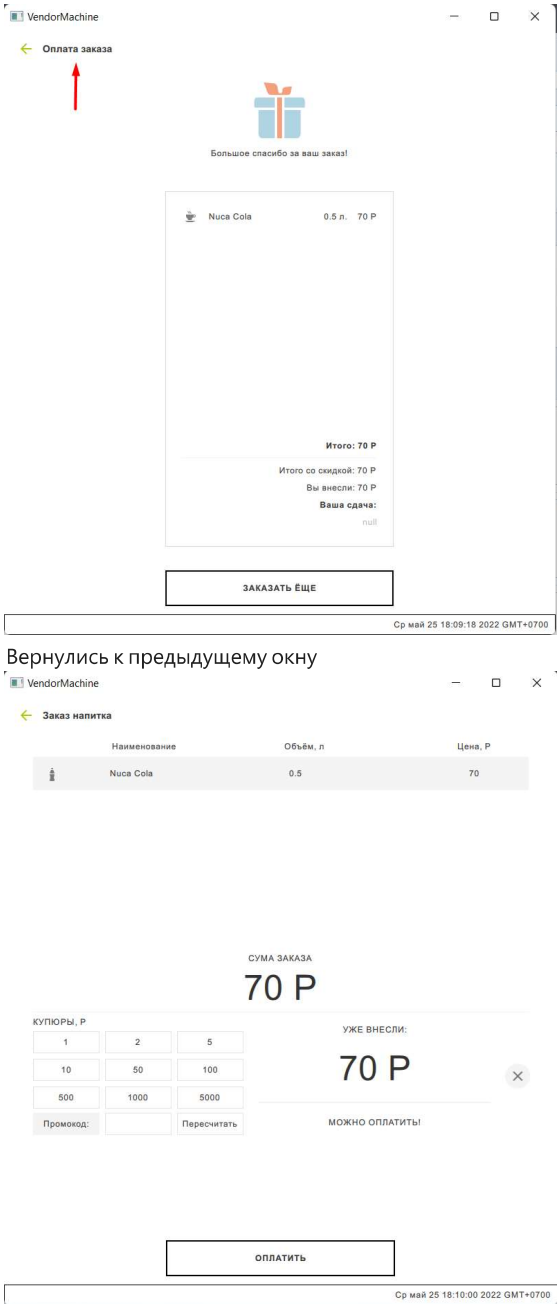 VendorMachine
Оплата заказа
Большое спасибо за ваш заказ!
Nuca Cola 0.5 л. 70 Р
Итого: 70 Р
Итого со скидкой: 70 Р
Вы внесли: 70 Р
Ваша сдача:
null
ЗАКАЗАТЬ ЁЩЕ
Ср май 25 18:09:18 2022 GMT+0700
Вернулись к предыдущему окну
VendorMachine
Заказ напитка
Наименование Объём, л Цена, Р
Nuca Cola 0.5 70
СУМА ЗАКАЗА
70 Р
КУПЮРЫ, Р
1 2 5
10 50 100
500 1000 5000
Промокод: Пересчитать
УЖЕ ВНЕСЛИ:
70 Р
МОЖНО ОПЛАТИТЬ!
ОПЛАТИТЬ
Ср май 25 18:10:00 2022 GMT+0700